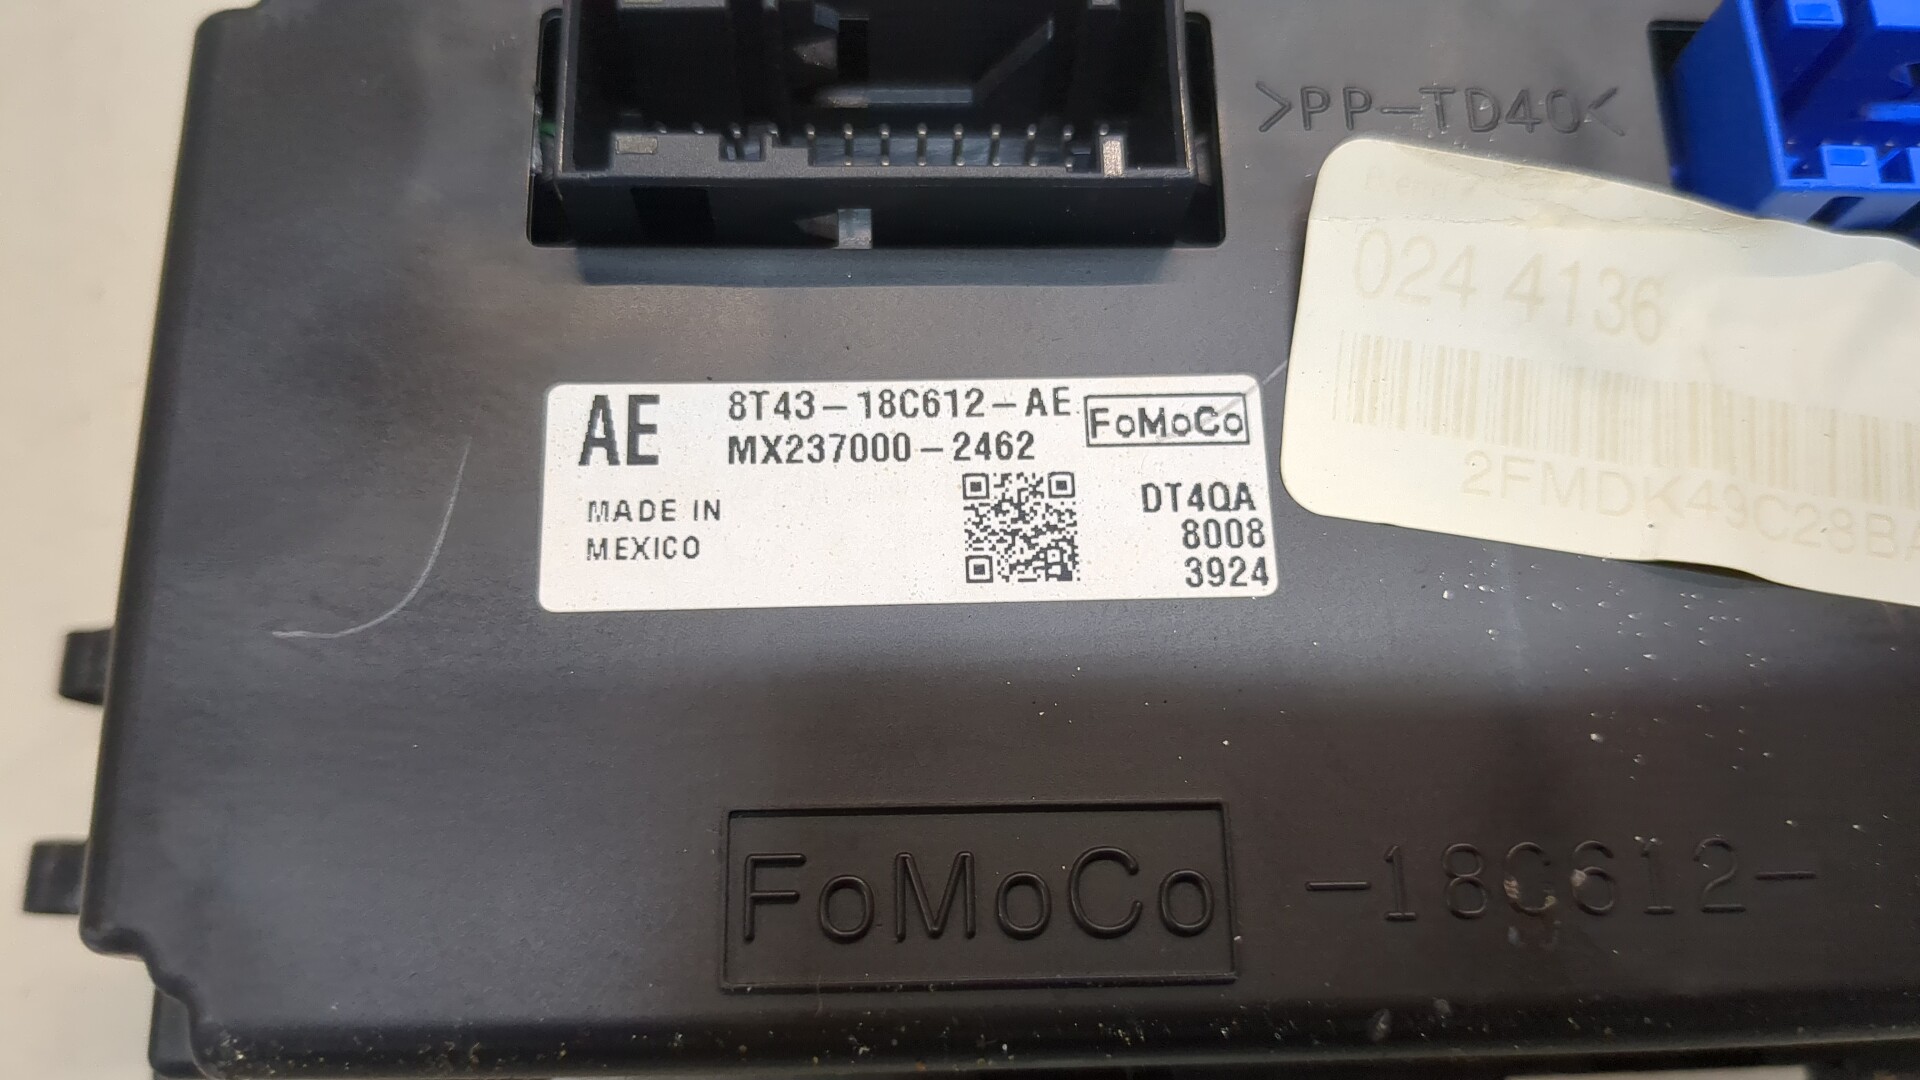 >PP-TD40<
024 4136
2FMDK49C28BA
AE
8T43-18C612-AE
FoMoCo
MX237000-2462
MADE IN
MEXICO
DT4QA
8008
3924
FoMoCo
-18C612-